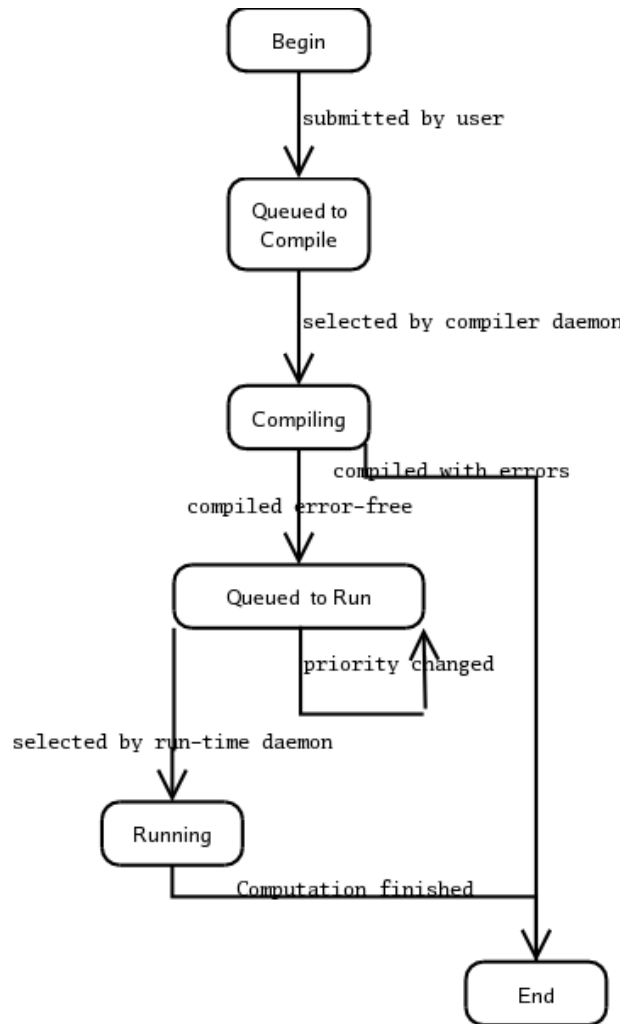 Begin
submitted by user
Queued to
Compile
selected by compiler daemon
Compiling
compiled with errors
compiled error-free
Queued to Run
priority changed
selected by run-time daemon
Running
Computation finished
End